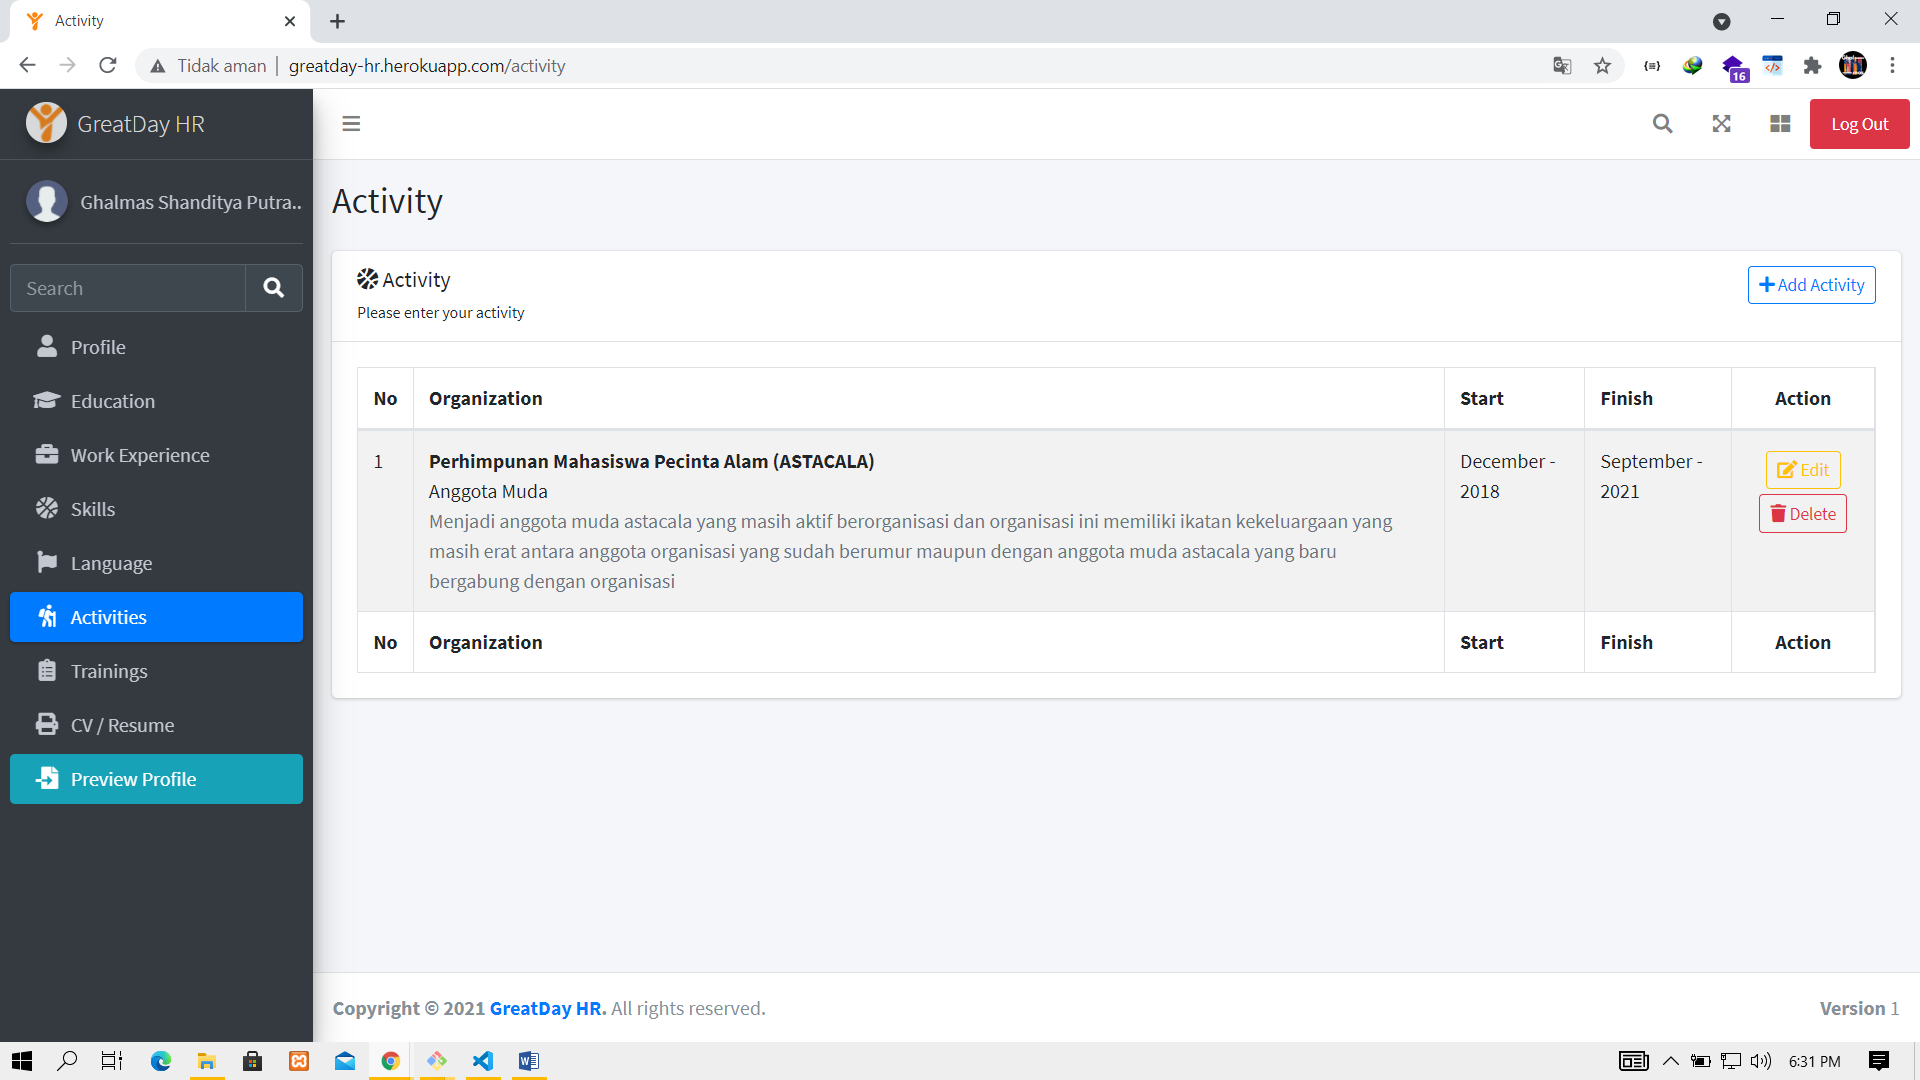 Activity
Tidak aman
greatday-hr.herokuapp.com/activity
16
GreatDay HR
Log Out
Ghalmas Shanditya Putra..
Search
Profile
Education
Work Experience
Skills
Language
Activities
Trainings
CV / Resume
Preview Profile
Activity
Activity
Please enter your activity
Add Activity
No Organization Start Finish Action
1
Perhimpunan Mahasiswa Pecinta Alam (ASTACALA)
Anggota Muda
Menjadi anggota muda astacala yang masih aktif berorganisasi dan organisasi ini memiliki ikatan kekeluargaan yang
masih erat antara anggota organisasi yang sudah berumur maupun dengan anggota muda astacala yang baru
bergabung dengan organisasi
December -
2018
September -
2021
Edit
Delete
No Organization Start Finish Action
Copyright © 2021 GreatDay HR. All rights reserved.
Version 1
6:31 PM